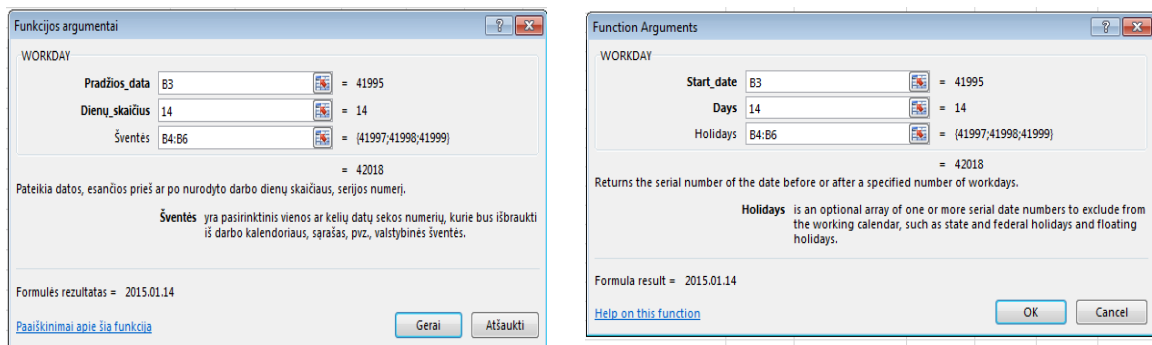 Funkcijos argumentai
WORKDAY
Pradžios_data B3 = 41995
Dienų_skaičius 14 = 14
Šventės B4:B6 = {41997;41998;41999}
= 42018
Pateikia datos, esančios prieš ar po nurodyto darbo dienų skaičiaus, serijos numerį.
Šventės yra pasirinktinis vienos ar kelių datų sekos numerių, kurie bus išbraukti
iš darbo kalendoriaus, sąrašas, pvz., valstybinės šventės.
Formulės rezultatas = 2015.01.14
Paaiškinimai apie šia funkcija
Gerai Atšaukti
Function Arguments
WORKDAY
Start_date B3 = 41995
Days 14 = 14
Holidays B4:B6 = {41997;41998;41999}
= 42018
Returns the serial number of the date before or after a specified number of workdays.
Holidays is an optional array of one or more serial date numbers to exclude from
the working calendar, such as state and federal holidays and floating
holidays.
Formula result = 2015.01.14
Help on this function
OK Cancel